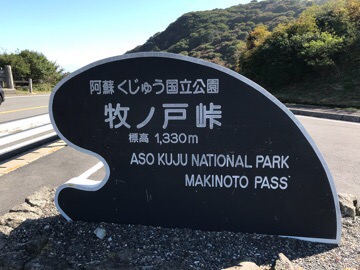 阿蘇くじゅう国立公園
牧ノ戸峠
標高 1,330m
ASO KUJU NATIONAL PARK
MAKINOTO PASS